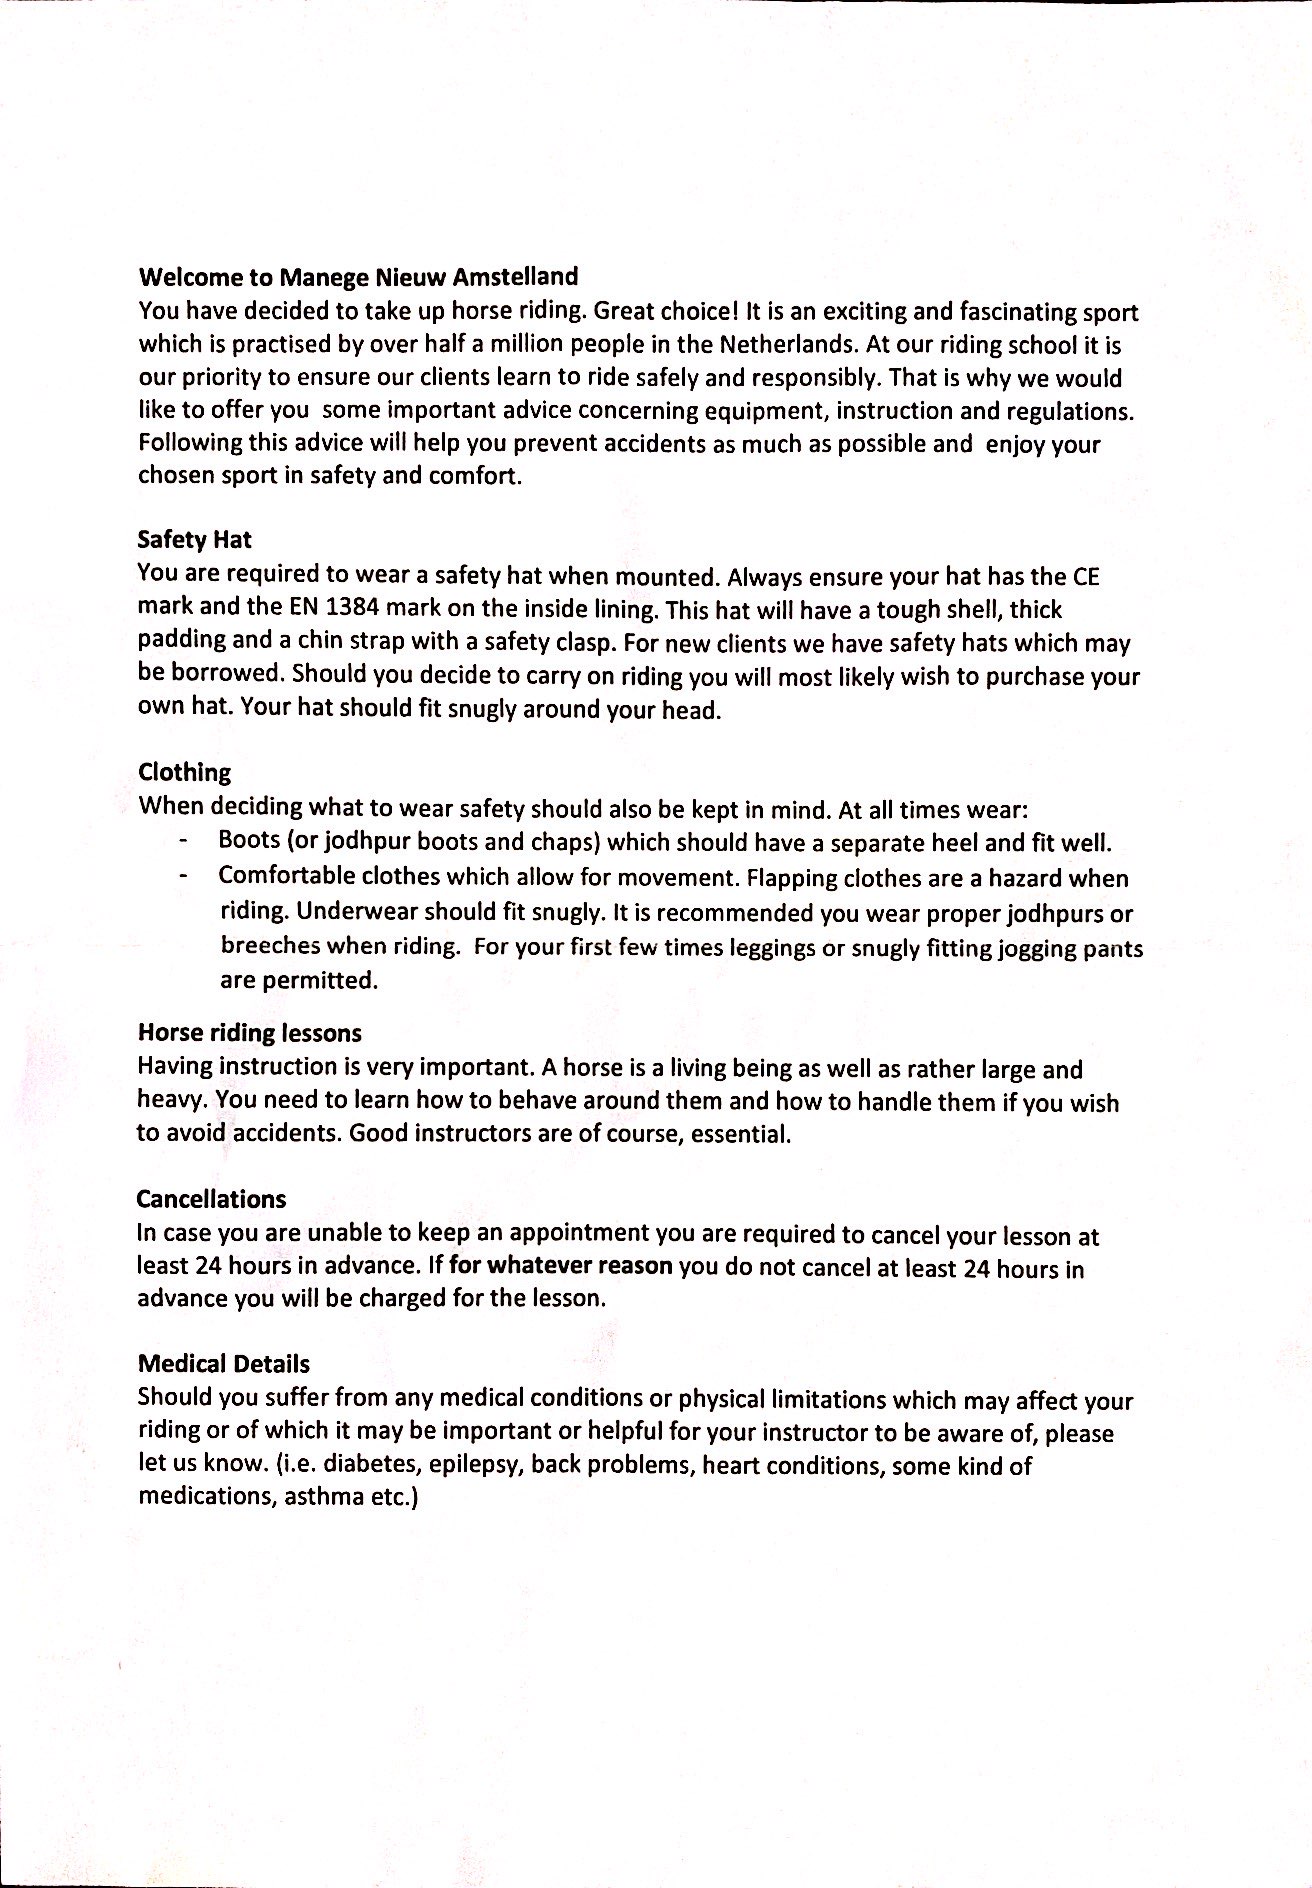 Welcome to Manege Nieuw Amstelland
You have decided to take up horse riding. Great choice! It is an exciting and fascinating sport
which is practised by over half a million people in the Netherlands. At our riding school it is
our priority to ensure our clients learn to ride safely and responsibly. That is why we would
like to offer you  some important advice concerning equipment, instruction and regulations.
Following this advice will help you prevent accidents as much as possible and  enjoy your
chosen sport in safety and comfort.
Safety Hat
You are required to wear a safety hat when mounted. Always ensure your hat has the CE
mark and the EN 1384 mark on the inside lining. This hat will have a tough shell, thick
padding and a chin strap with a safety clasp. For new clients we have safety hats which may
be borrowed. Should you decide to carry on riding you will most likely wish to purchase your
own hat. Your hat should fit snugly around your head.
Clothing
When deciding what to wear safety should also be kept in mind. At all times wear:
- Boots (or jodhpur boots and chaps) which should have a separate heel and fit well.
- Comfortable clothes which allow for movement. Flapping clothes are a hazard when
riding. Underwear should fit snugly. It is recommended you wear proper jodhpurs or
breeches when riding.  For your first few times leggings or snugly fitting jogging pants
are permitted.
Horse riding lessons
Having instruction is very important. A horse is a living being as well as rather large and
heavy. You need to learn how to behave around them and how to handle them if you wish
to avoid accidents. Good instructors are of course, essential.
Cancellations
In case you are unable to keep an appointment you are required to cancel your lesson at
least 24 hours in advance. If for whatever reason you do not cancel at least 24 hours in
advance you will be charged for the lesson.
Medical Details
Should you suffer from any medical conditions or physical limitations which may affect your
riding or of which it may be important or helpful for your instructor to be aware of, please
let us know. (i.e. diabetes, epilepsy, back problems, heart conditions, some kind of
medications, asthma etc.)